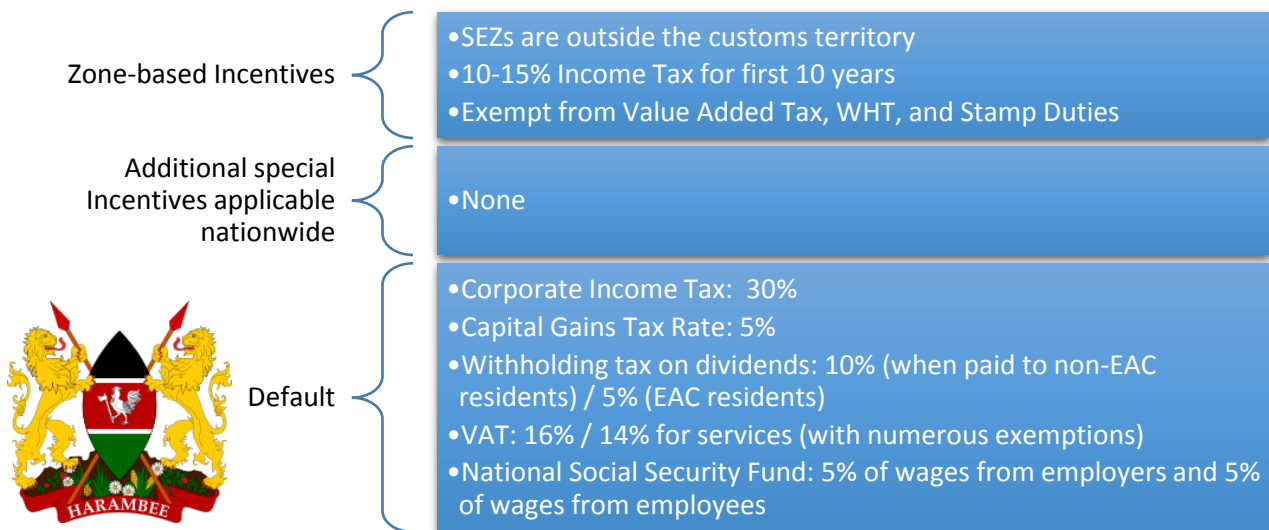 Zone-based Incentives
•SEZs are outside the customs territory
•10-15% Income Tax for first 10 years
•Exempt from Value Added Tax, WHT, and Stamp Duties
Additional special
Incentives applicable
nationwide
•None
Default
•Corporate Income Tax: 30%
•Capital Gains Tax Rate: 5%
•Withholding tax on dividends: 10% (when paid to non-EAC
residents) / 5% (EAC residents)
•VAT: 16% / 14% for services (with numerous exemptions)
•National Social Security Fund: 5% of wages from employers and 5%
of wages from employees
HARAMBEE